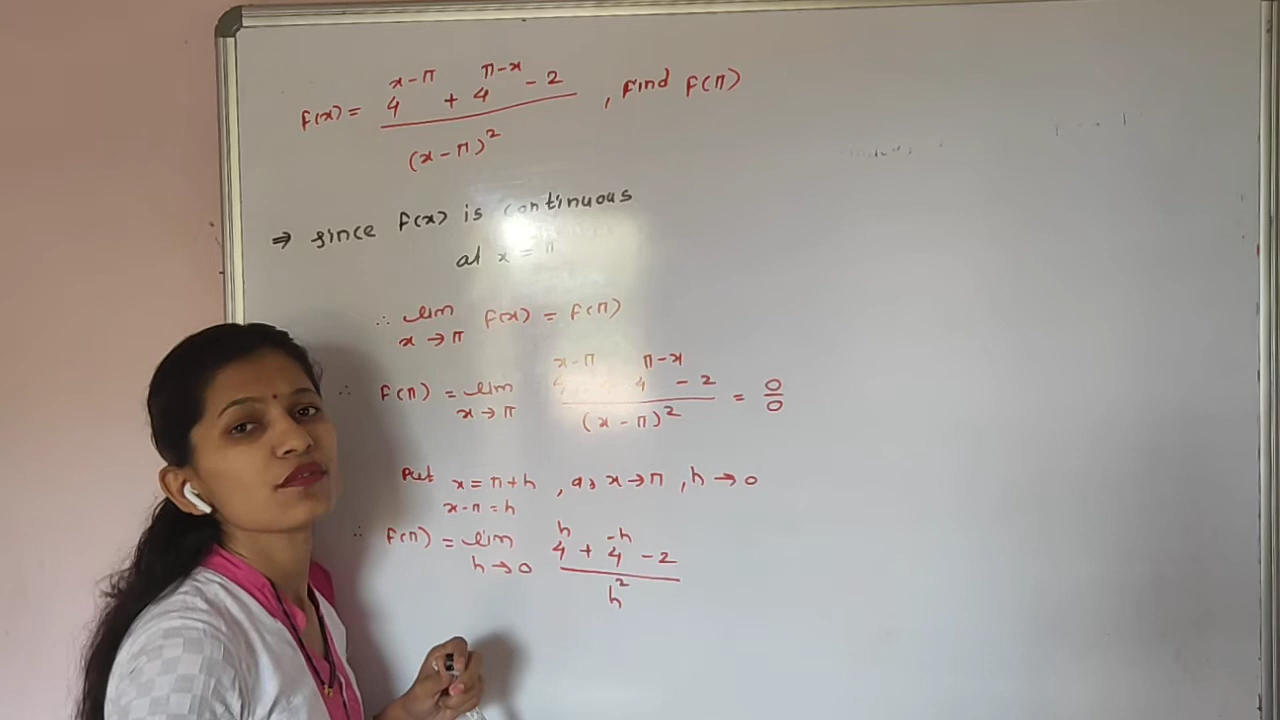 f(x) = (4^(x-π) + 4^(π-x) - 2) / (x-π)^2 , find f(π)
⇒ since f(x) is continuous
at x = π
∴ lim x→π f(x) = f(π)
∴ f(π) = lim x→π (4^(x-π) + 4^(π-x) - 2) / (x-π)^2 = 0/0
Put x = π+h , as x→π , h→0
x-π = h
∴ f(π) = lim h→0 (4^h + 4^-h - 2) / h^2